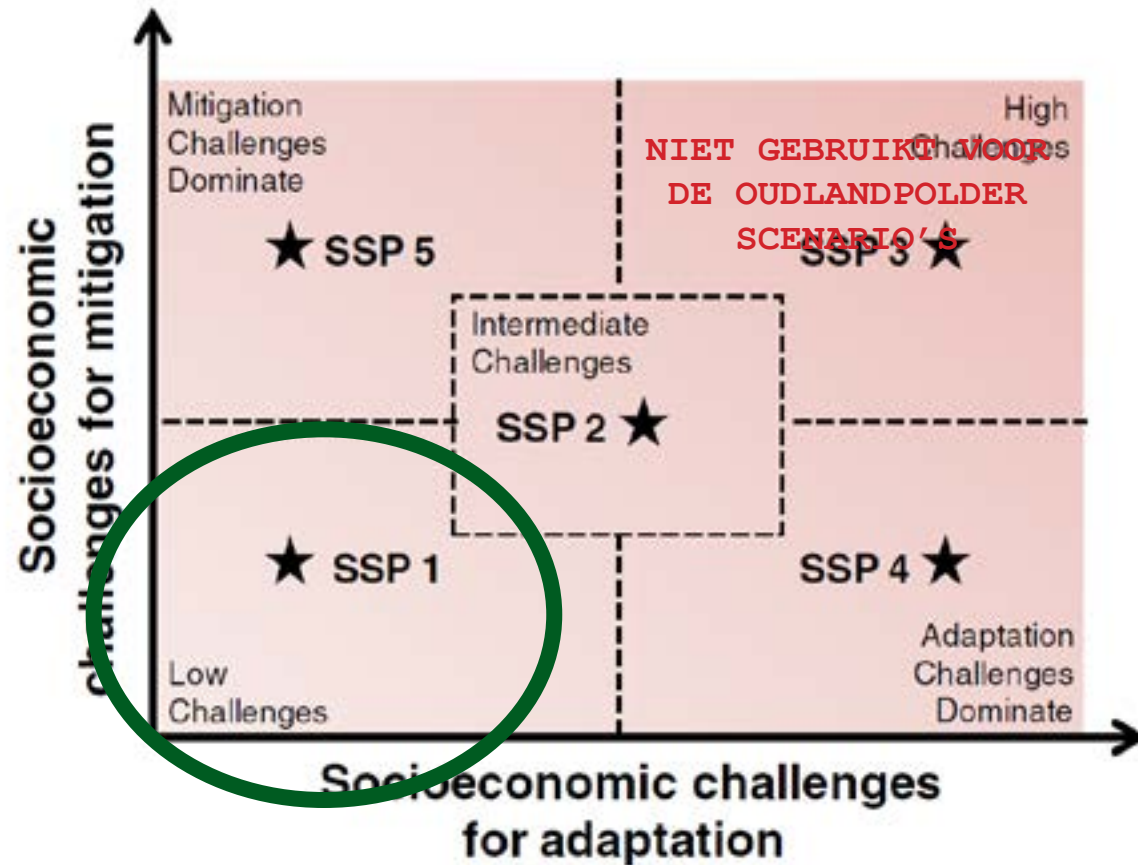 Socioeconomic
challenges for mitigation
Mitigation
Challenges
Dominate
High
Challenges
NIET GEBRUIKT VOOR
DE OUDLANDPOLDER
SCENARIO'S
SSP 5
SSP 3
Intermediate
Challenges
SSP 2
SSP 1
SSP 4
Low
Challenges
Adaptation
Challenges
Dominate
Socioeconomic challenges
for adaptation